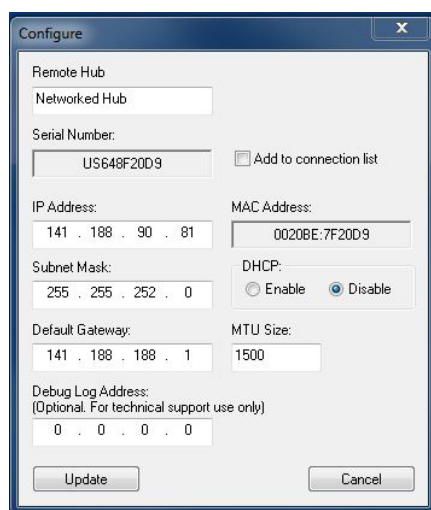 Configure
x
Remote Hub
Networked Hub
Serial Number:
US648F20D9
Add to connection list
IP Address:
MAC Address:
141 . 188 . 90 . 81
0020BE:7F20D9
Subnet Mask:
DHCP:
255 . 255 . 252 . 0
Enable
Disable
Default Gateway:
MTU Size:
141 . 188 . 188 . 1
1500
Debug Log Address:
(Optional. For technical support use only)
0 . 0 . 0 . 0
Update
Cancel